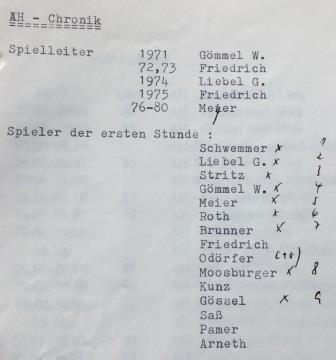 AH - Chronik
Spielleiter 1971 Gömmel W.
72,73 Friedrich
1974 Liebel G.
1975 Friedrich
76-80 Meier
Spieler der ersten Stunde :
Schwemmer x 1
Liebel G. x 2
Stritz x 3
Gömmel W. x 4
Meier x 5
Roth x 6
Brunner x 7
Friedrich
Odörfer
Moosburger x 8
Kunz
Gössel x 9
Saß
Pamer
Arneth